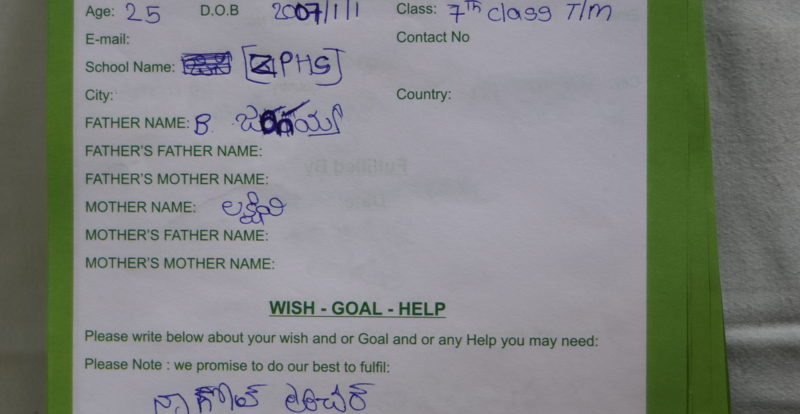 Age: 25 D.O.B 2007/1/1 Class: 7th class T/M
E-mail: Contact No
School Name: [ZPHS]
City: Country:
FATHER NAME: B.
FATHER'S FATHER NAME:
FATHER'S MOTHER NAME:
MOTHER NAME: లక్ష్మి
MOTHER'S FATHER NAME:
MOTHER'S MOTHER NAME:
WISH - GOAL - HELP
Please write below about your wish and or Goal and or any Help you may need:
Please Note : we promise to do our best to fulfil:
నా గోల్ టీచర్